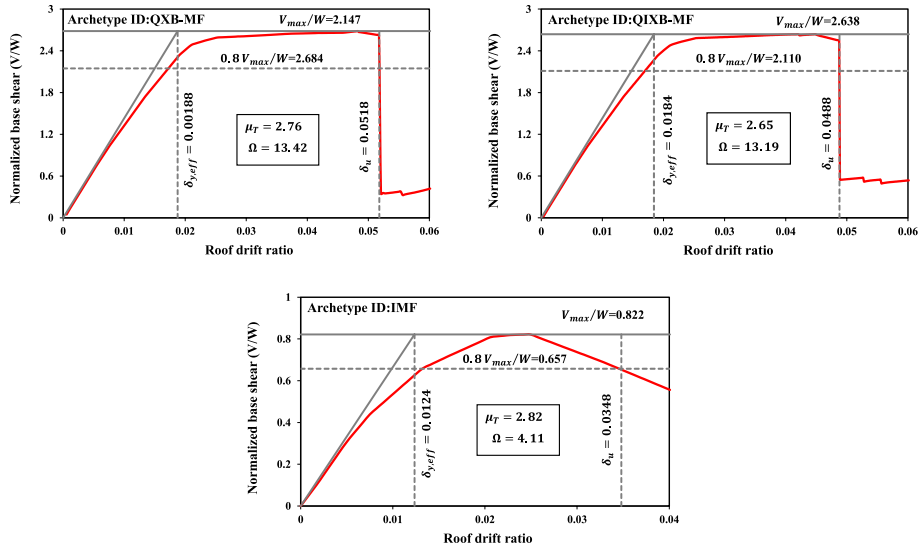 Archetype ID:QXB-MF
V_max/W=2.147
0.8 V_max/W=2.684
μ_T = 2.76
Ω = 13.42
δ_y,eff = 0.00188
δ_u = 0.0518
Normalized base shear (V/W)
3
2.4
1.8
1.2
0.6
0
0 0.01 0.02 0.03 0.04 0.05 0.06
Roof drift ratio
Archetype ID:QIXB-MF
V_max/W=2.638
0.8 V_max/W=2.110
μ_T = 2.65
Ω = 13.19
δ_y,eff = 0.0184
δ_u = 0.0488
Normalized base shear (V/W)
3
2.4
1.8
1.2
0.6
0
0 0.01 0.02 0.03 0.04 0.05 0.06
Roof drift ratio
Archetype ID:IMF
V_max/W=0.822
0.8 V_max/W=0.657
μ_T = 2.82
Ω = 4.11
δ_y,eff = 0.0124
δ_u = 0.0348
Normalized base shear (V/W)
1
0.8
0.6
0.4
0.2
0
0 0.01 0.02 0.03 0.04
Roof drift ratio